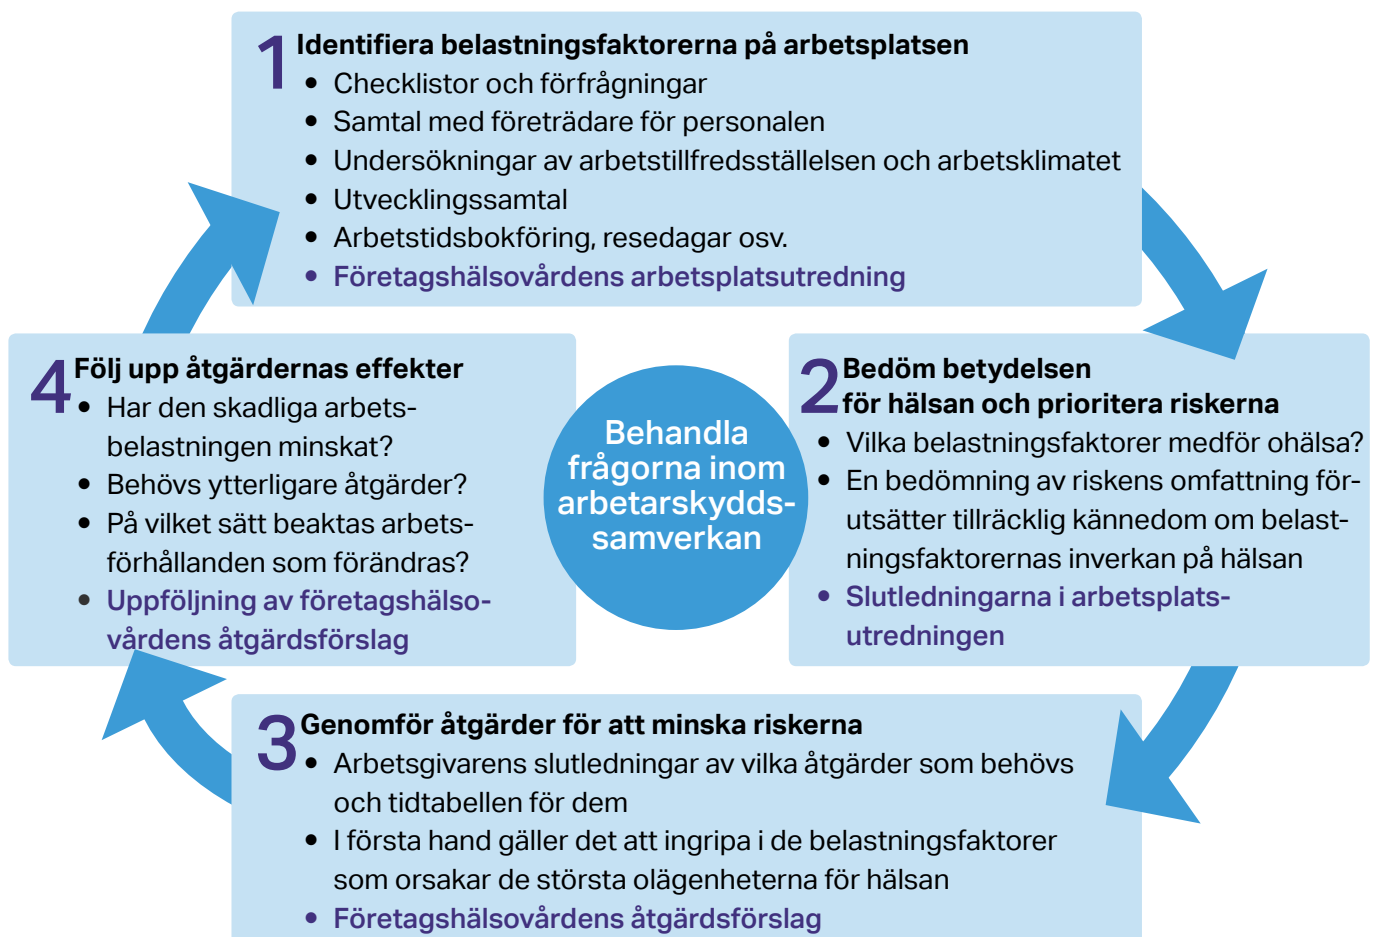 1 Identifiera belastningsfaktorerna på arbetsplatsen
• Checklistor och förfrågningar
• Samtal med företrädare för personalen
• Undersökningar av arbetstillfredsställelsen och arbetsklimatet
• Utvecklingssamtal
• Arbetstidsbokföring, resedagar osv.
• Företagshälsovårdens arbetsplatsutredning
2 Bedöm betydelsen
för hälsan och prioritera riskerna
• Vilka belastningsfaktorer medför ohälsa?
• En bedömning av riskens omfattning för-
utsätter tillräcklig kännedom om belast-
ningsfaktorernas inverkan på hälsan
• Slutledningarna i arbetsplats-
utredningen
3 Genomför åtgärder för att minska riskerna
• Arbetsgivarens slutledningar av vilka åtgärder som behövs
och tidtabellen för dem
• I första hand gäller det att ingripa i de belastningsfaktorer
som orsakar de största olägenheterna för hälsan
• Företagshälsovårdens åtgärdsförslag
4 Följ upp åtgärdernas effekter
• Har den skadliga arbets-
belastningen minskat?
• Behövs ytterligare åtgärder?
• På vilket sätt beaktas arbets-
förhållanden som förändras?
• Uppföljning av företagshälso-
vårdens åtgärdsförslag
Behandla
frågorna inom
arbetarskydds-
samverkan